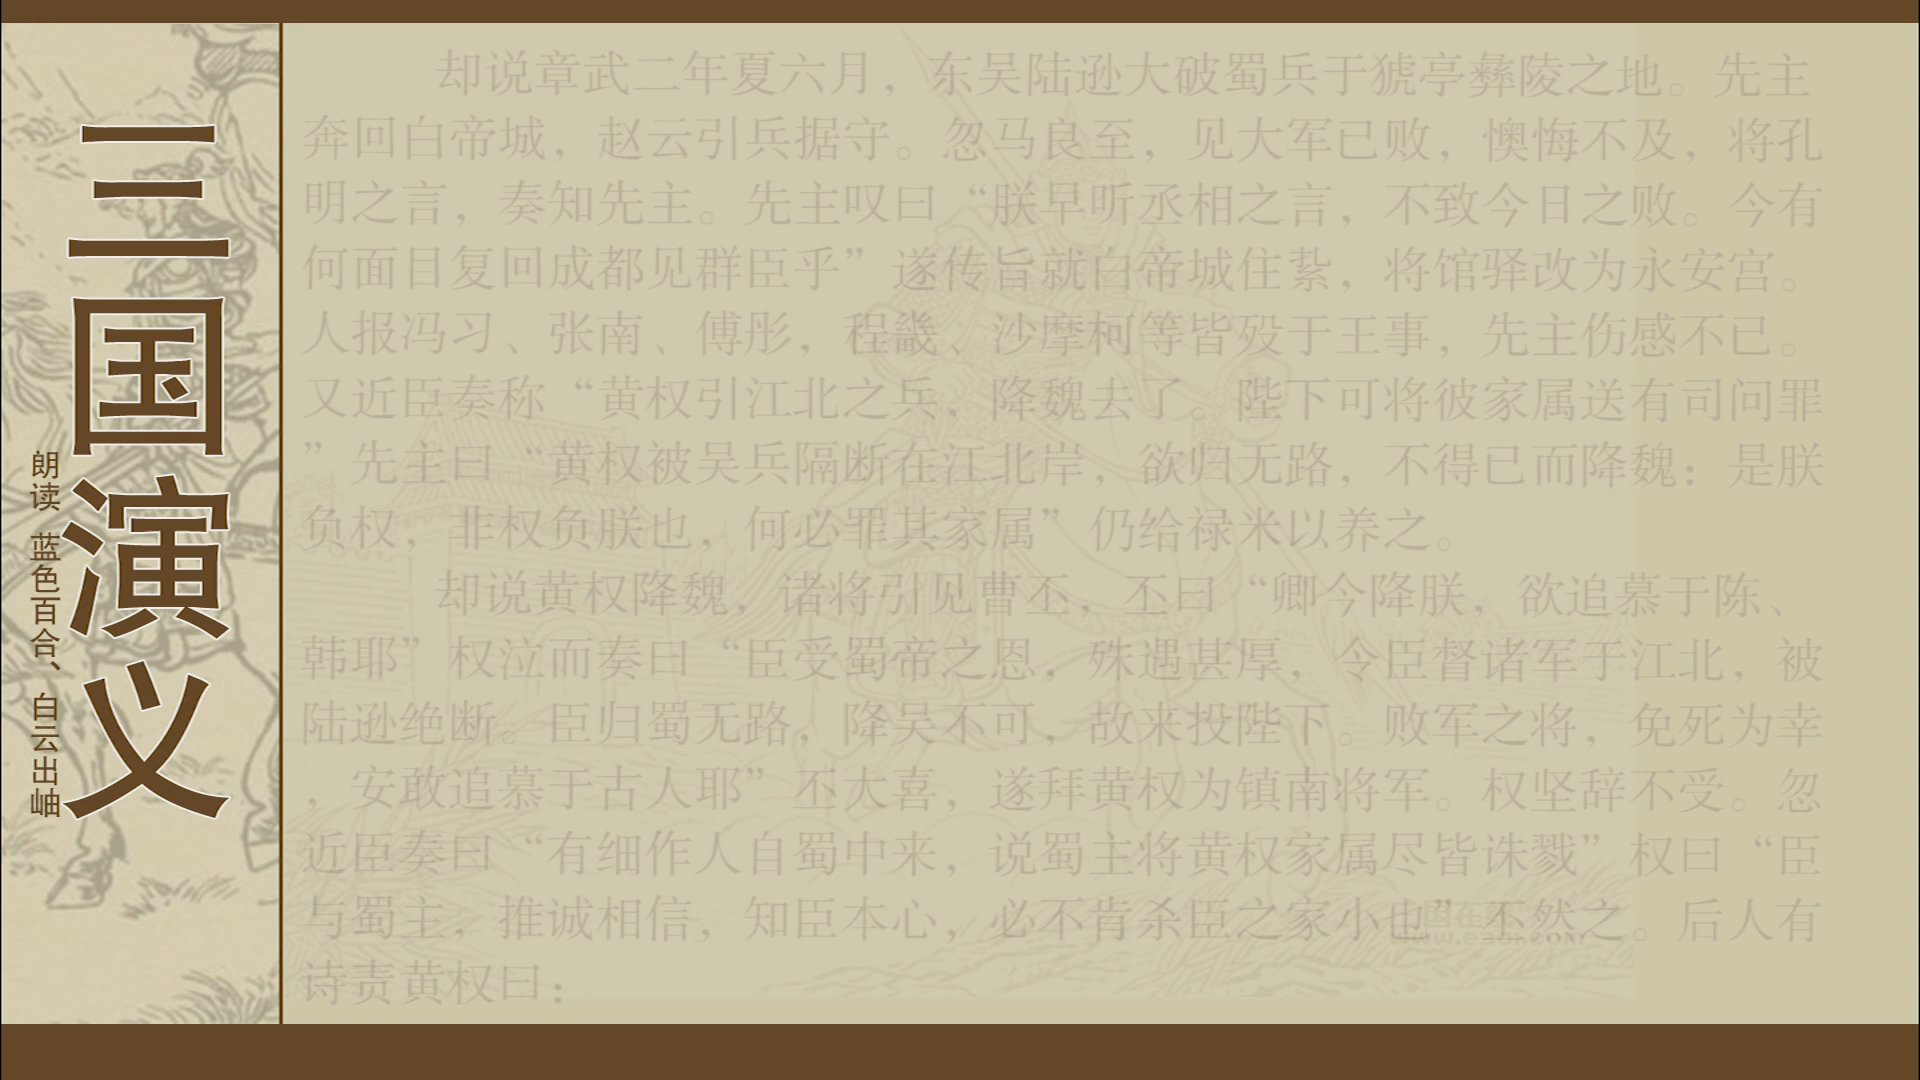 三国演义
朗读 蓝色百合、白云出岫
却说章武二年夏六月，东吴陆逊大破蜀兵于猇亭彝陵之地。先主
奔回白帝城，赵云引兵据守。忽马良至，见大军已败，懊悔不及，将孔
明之言，奏知先主。先主叹曰“朕早听丞相之言，不致今日之败。今有
何面目复回成都见群臣乎”遂传旨就白帝城住紮，将馆驿改为永安宫。
人报冯习、张南、傅彤，程畿、沙摩柯等皆殁于王事，先主伤感不已。
又近臣奏称“黄权引江北之兵，降魏去了。陛下可将彼家属送有司问罪
”先主曰“黄权被吴兵隔断在江北岸，欲归无路，不得已而降魏：是朕
负权，非权负朕也，何必罪其家属”仍给禄米以养之。
却说黄权降魏，诸将引见曹丕，丕曰“卿今降朕，欲追慕于陈、
韩耶”权泣而奏曰“臣受蜀帝之恩，殊遇甚厚，令臣督诸军于江北，被
陆逊绝断。臣归蜀无路，降吴不可，故来投陛下。败军之将，免死为幸
，安敢追慕于古人耶”丕大喜，遂拜黄权为镇南将军。权坚辞不受。忽
近臣奏曰“有细作人自蜀中来，说蜀主将黄权家属尽皆诛戮”权曰“臣
与蜀主，推诚相信，知臣本心，必不肯杀臣之家小也”丕然之。后人有
诗责黄权曰：